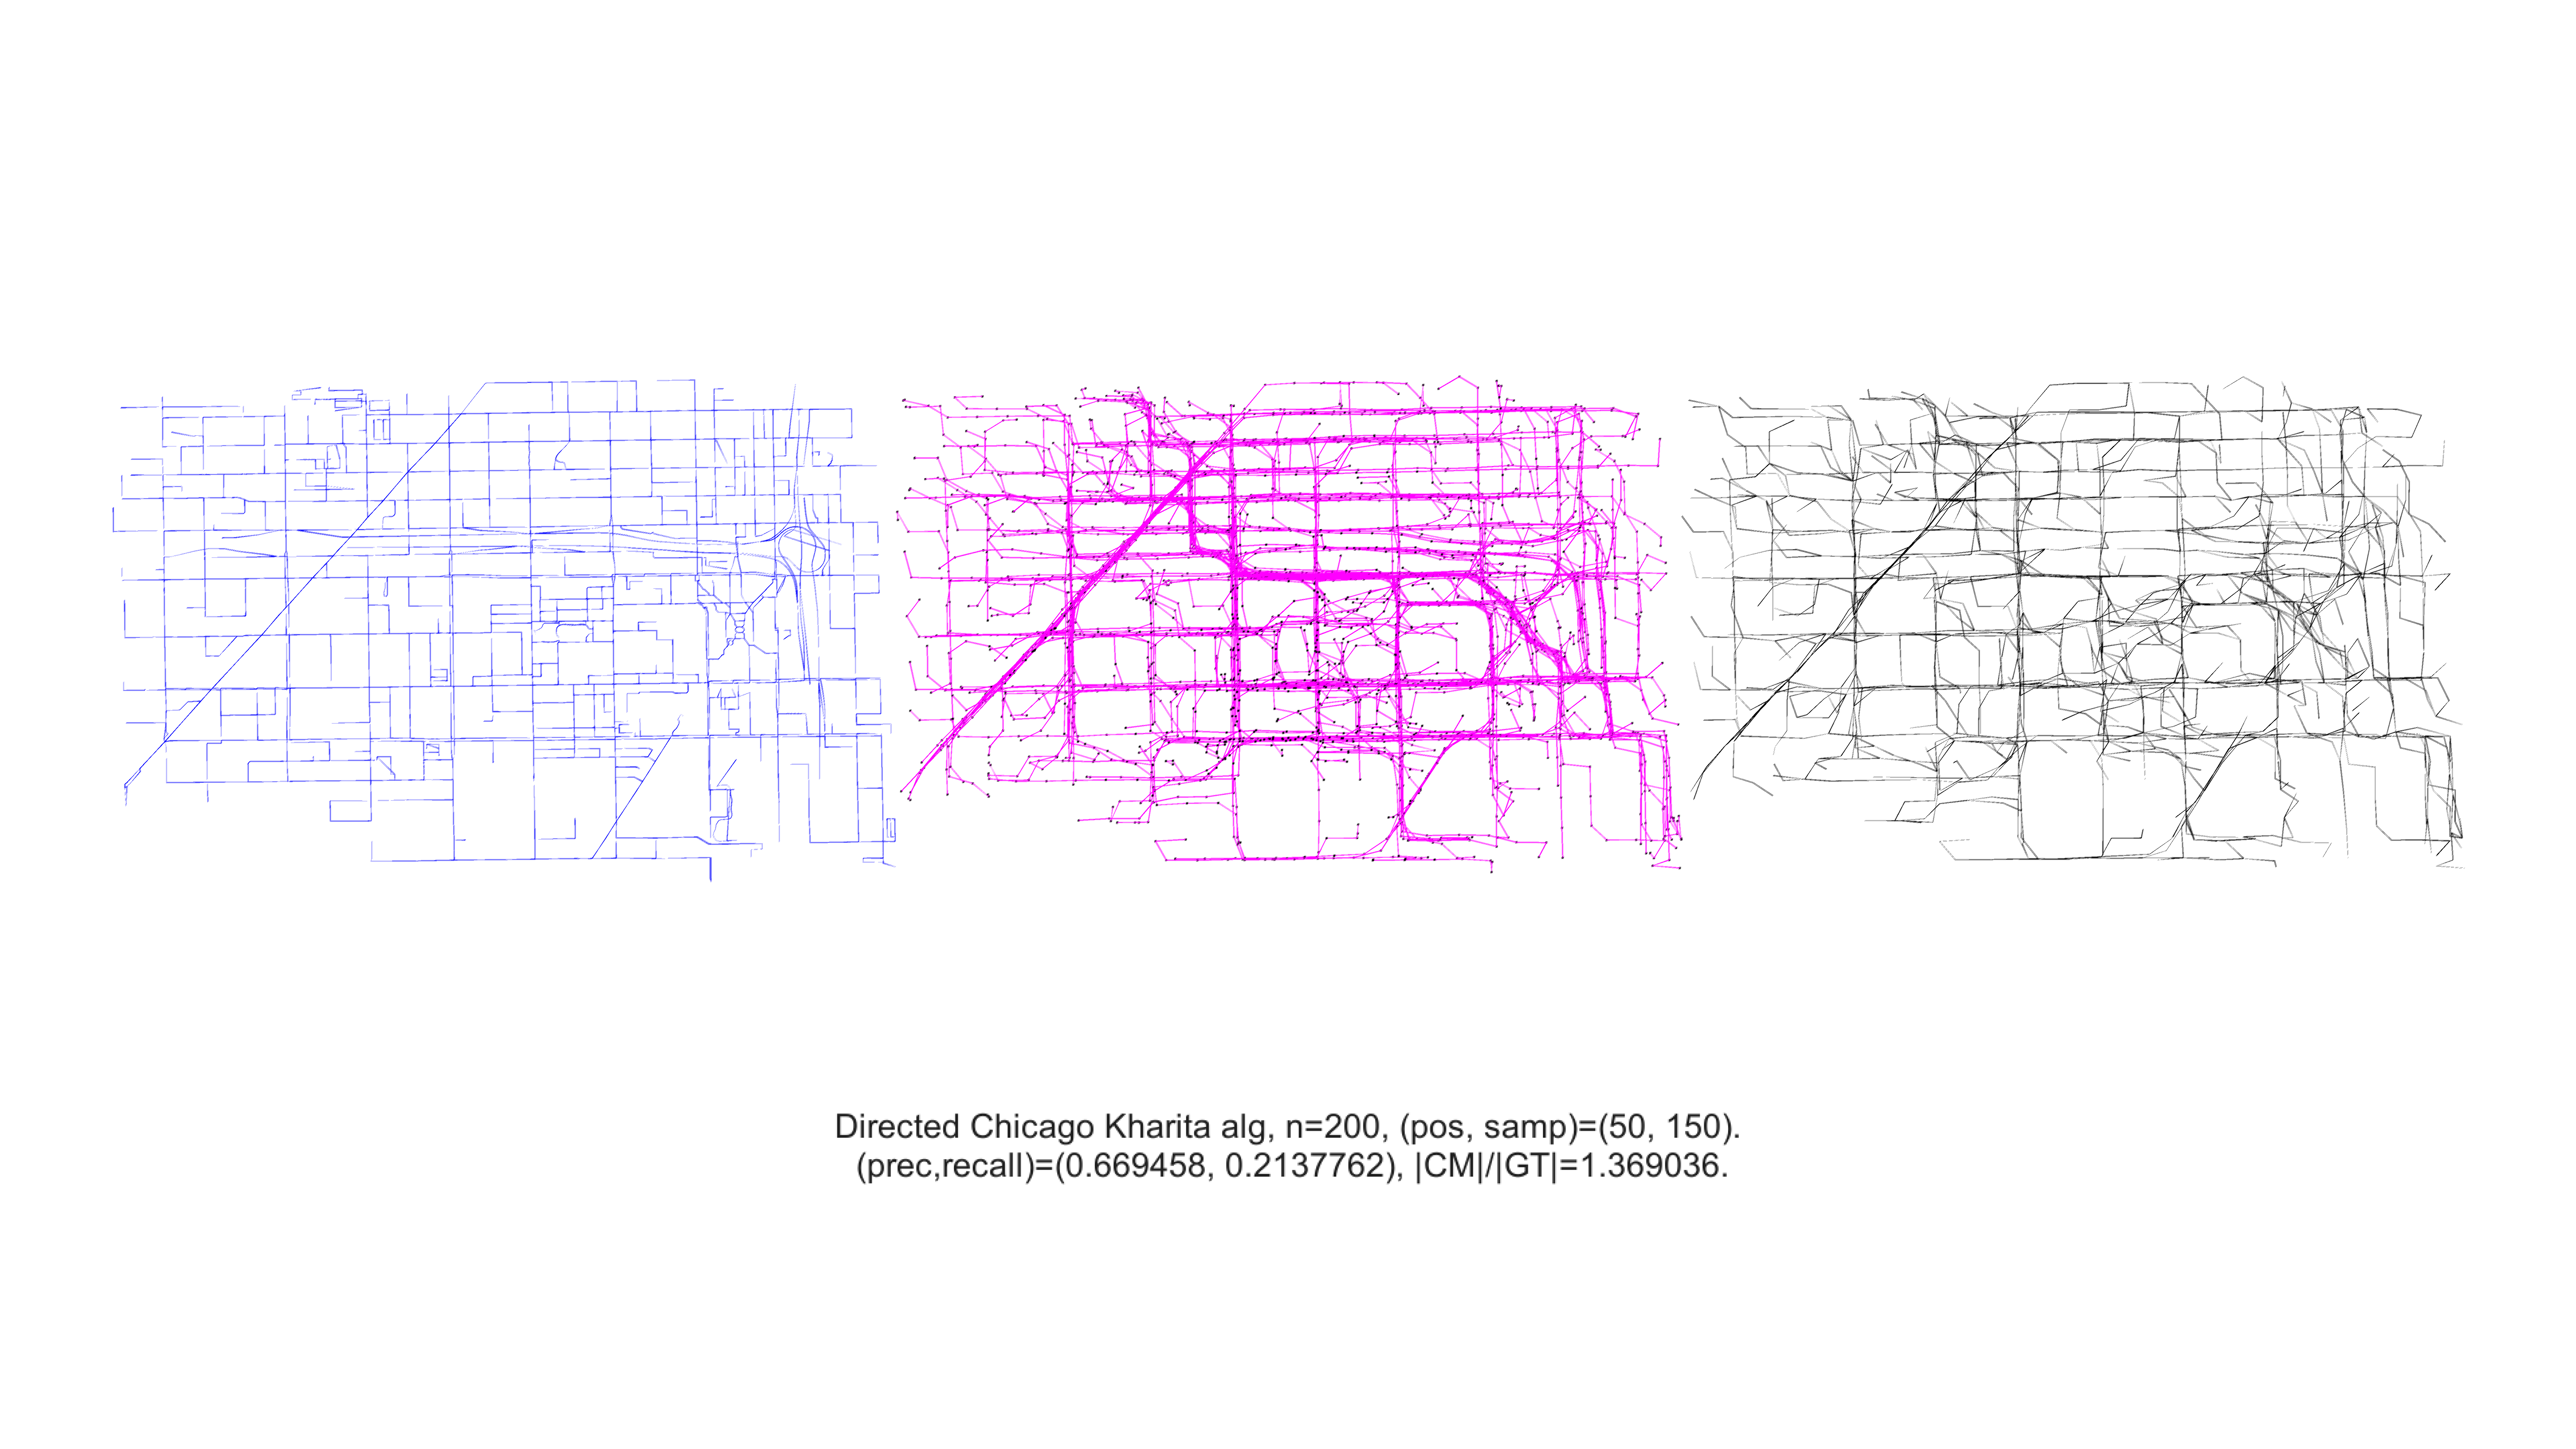 Directed Chicago Kharita alg, n=200, (pos, samp)=(50, 150).
(prec,recall)=(0.669458, 0.2137762), |CM|/|GT|=1.369036.